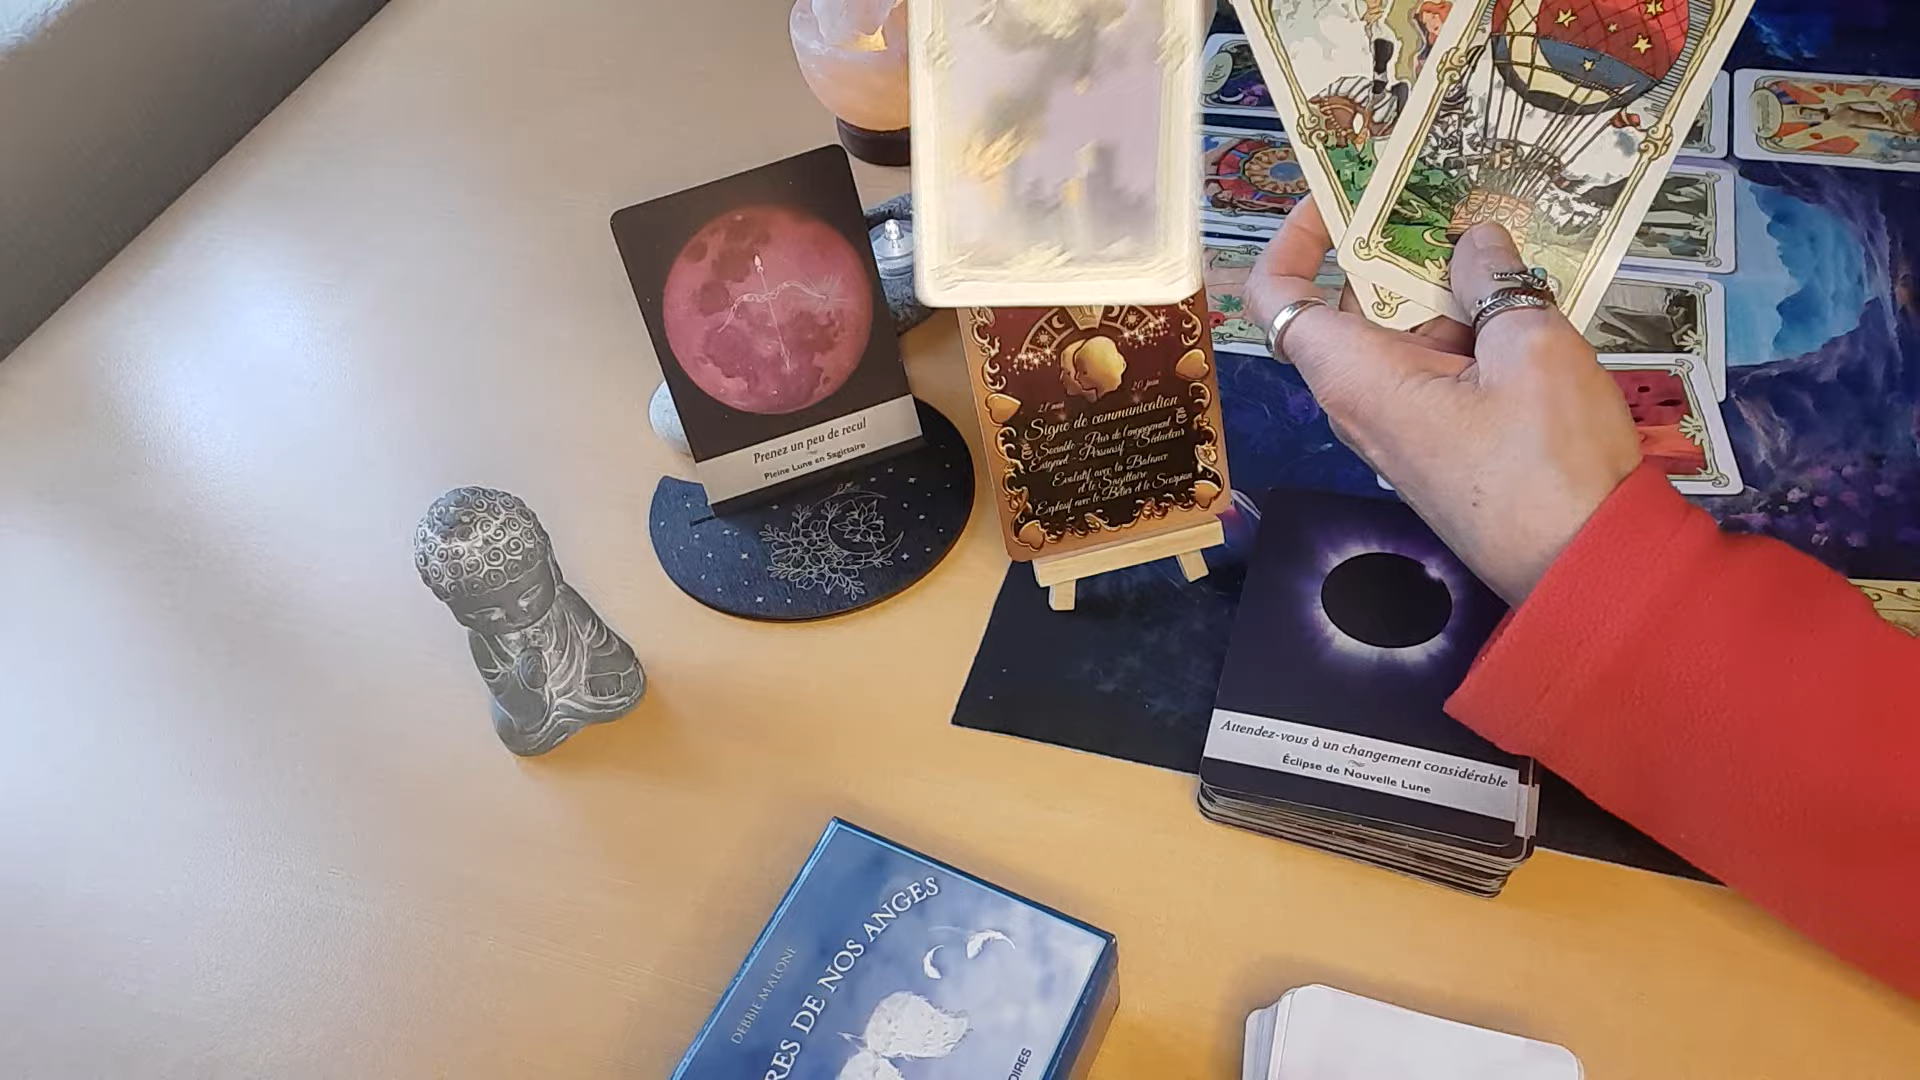 Prenez un peu de recul
Pleine Lune en Sagittaire
21 mai
20 juin
Signe de communication
Sociable - Peur de l'engagement
Exigeant - Persuasif - Séducteur
Evolutif avec la Balance
et le Sagittaire
Explosif avec le Bélier et le Scorpion
Attendez-vous à un changement considérable
Éclipse de Nouvelle Lune
DEBBIE MALONE
RES DE NOS ANGES
OIRES